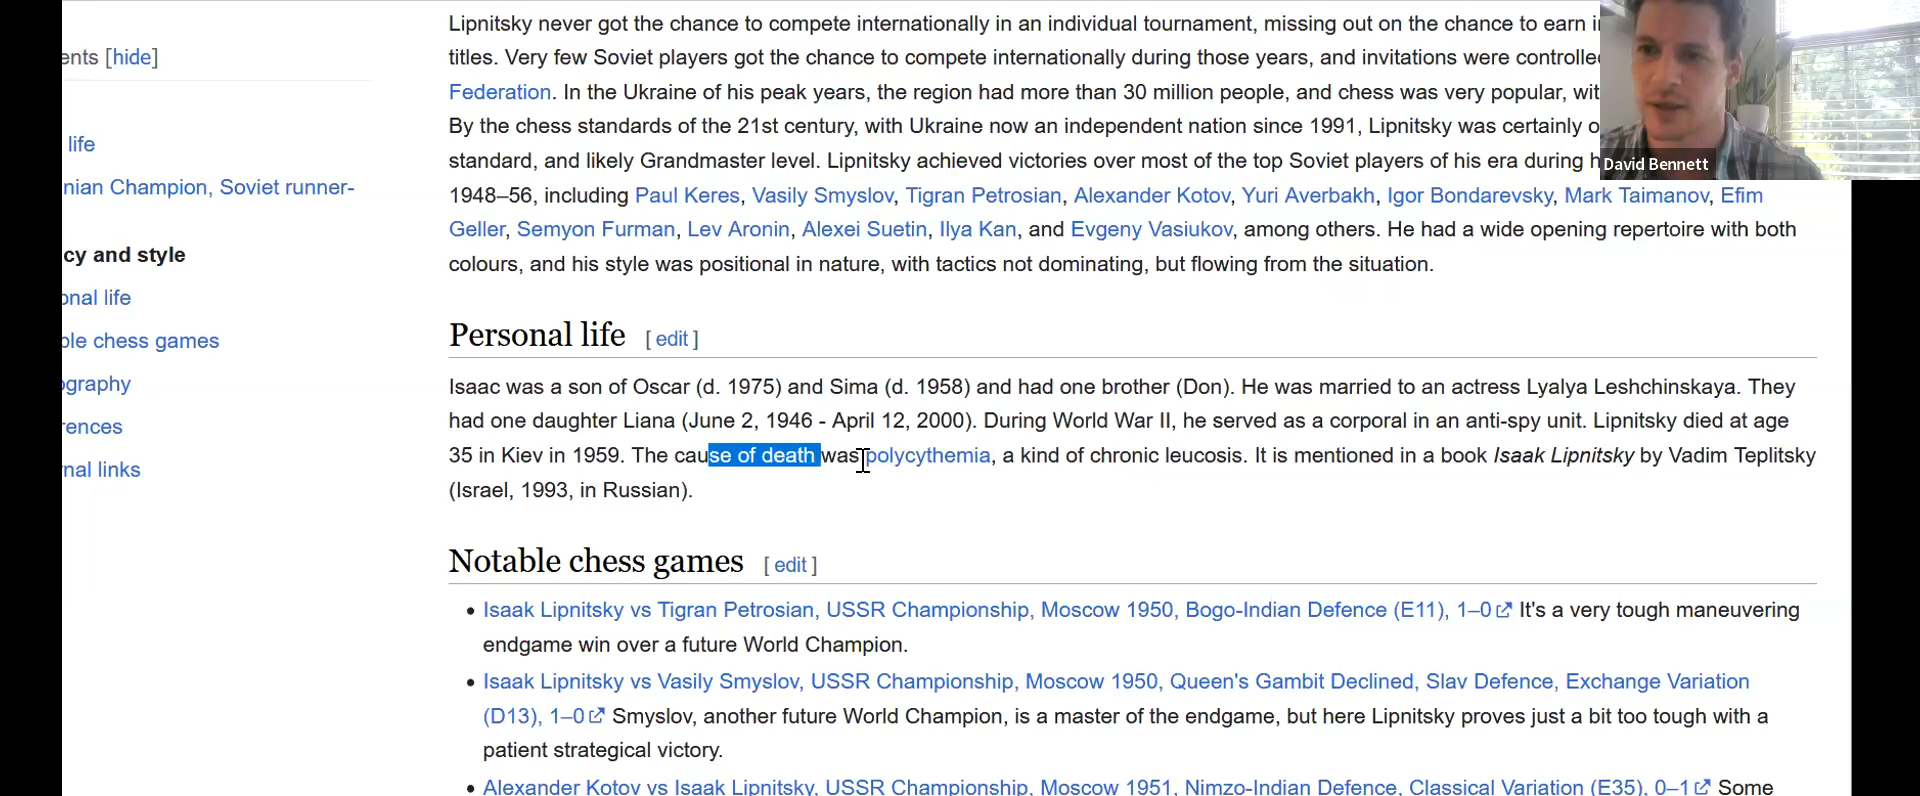 Lipnitsky never got the chance to compete internationally in an individual tournament, missing out on the chance to earn
ents [hide]
titles. Very few Soviet players got the chance to compete internationally during those years, and invitations were controlle
Federation. In the Ukraine of his peak years, the region had more than 30 million people, and chess was very popular, wit
By the chess standards of the 21st century, with Ukraine now an independent nation since 1991, Lipnitsky was certainly o
life
standard, and likely Grandmaster level. Lipnitsky achieved victories over most of the top Soviet players of his era during h
David Bennett
nian Champion, Soviet runner-
1948–56, including Paul Keres, Vasily Smyslov, Tigran Petrosian, Alexander Kotov, Yuri Averbakh, Igor Bondarevsky, Mark Taimanov, Efim
Geller, Semyon Furman, Lev Aronin, Alexei Suetin, Ilya Kan, and Evgeny Vasiukov, among others. He had a wide opening repertoire with both
cy and style
colours, and his style was positional in nature, with tactics not dominating, but flowing from the situation.
onal life
Personal life [ edit ]
ble chess games
Isaac was a son of Oscar (d. 1975) and Sima (d. 1958) and had one brother (Don). He was married to an actress Lyalya Leshchinskaya. They
ography
had one daughter Liana (June 2, 1946 - April 12, 2000). During World War II, he served as a corporal in an anti-spy unit. Lipnitsky died at age
rences
35 in Kiev in 1959. The cause of death was polycythemia, a kind of chronic leucosis. It is mentioned in a book Isaak Lipnitsky by Vadim Teplitsky
nal links
(Israel, 1993, in Russian).
Notable chess games [ edit ]
Isaak Lipnitsky vs Tigran Petrosian, USSR Championship, Moscow 1950, Bogo-Indian Defence (E11), 1–0 It's a very tough maneuvering
endgame win over a future World Champion.
Isaak Lipnitsky vs Vasily Smyslov, USSR Championship, Moscow 1950, Queen's Gambit Declined, Slav Defence, Exchange Variation
(D13), 1–0 Smyslov, another future World Champion, is a master of the endgame, but here Lipnitsky proves just a bit too tough with a
patient strategical victory.
Alexander Kotov vs Isaak Lipnitsky, USSR Championship, Moscow 1951, Nimzo-Indian Defence, Classical Variation (E35), 0–1 Some